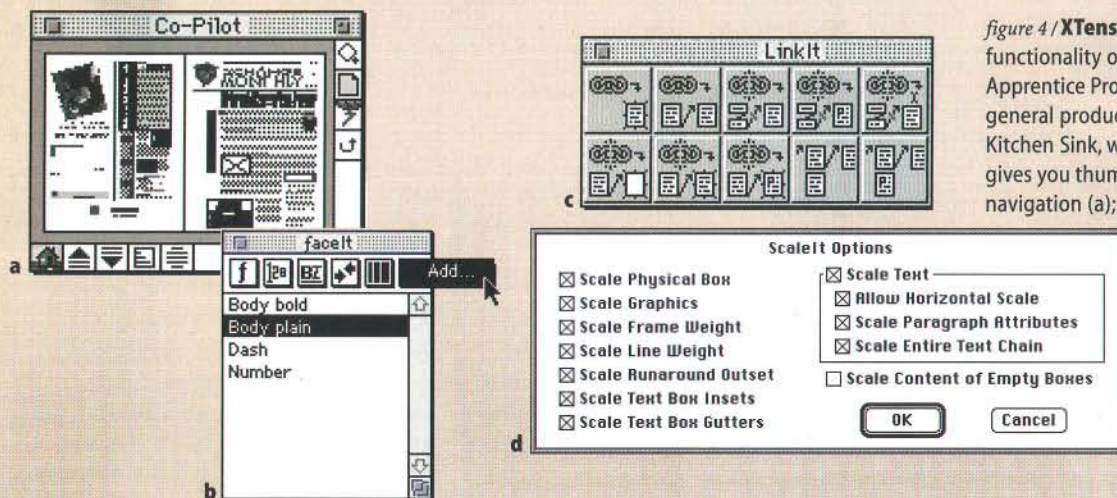 Co-Pilot
a
faceIt
Add...
Body bold
Body plain
Dash
Number
b
LinkIt
c
figure 4 / XTens
functionality o
Apprentice Pro
general produc
Kitchen Sink, w
gives you thum
navigation (a);
ScaleIt Options
Scale Physical Box
Scale Graphics
Scale Frame Weight
Scale Line Weight
Scale Runaround Outset
Scale Text Box Insets
Scale Text Box Gutters
Scale Text
Allow Horizontal Scale
Scale Paragraph Attributes
Scale Entire Text Chain
Scale Content of Empty Boxes
OK
Cancel
d